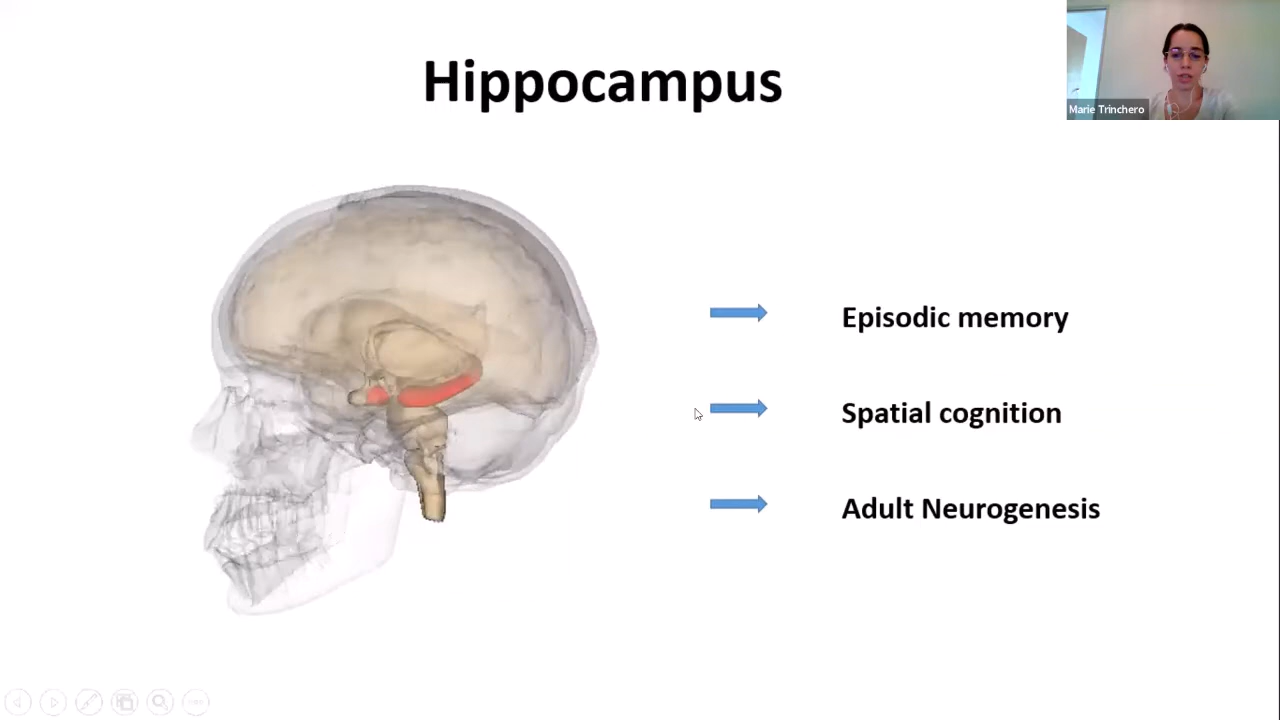 Hippocampus
Marie Trinchero
Episodic memory
Spatial cognition
Adult Neurogenesis